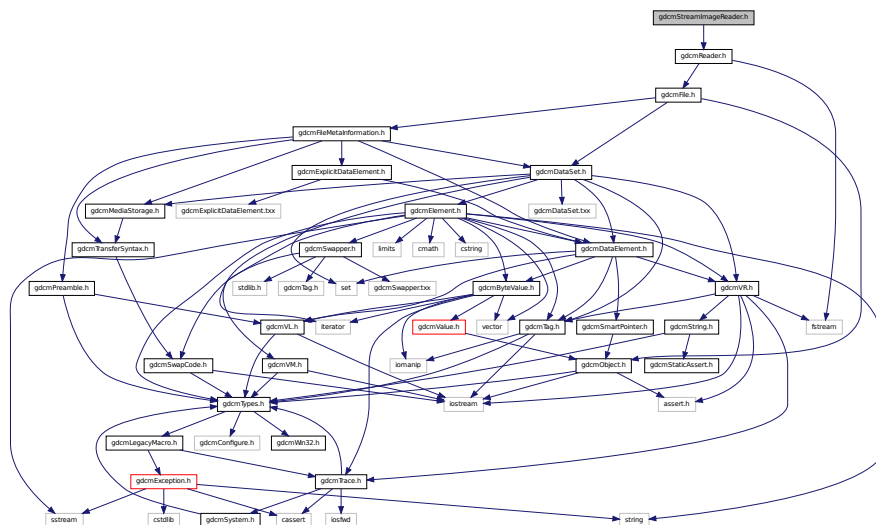 gdcmStreamImageReader.h
gdcmReader.h
gdcmFile.h
gdcmFileMetaInformation.h
gdcmExplicitDataElement.h
gdcmDataSet.h
gdcmMediaStorage.h
gdcmExplicitDataElement.txx
gdcmElement.h
gdcmDataSet.txx
gdcmTransferSyntax.h
gdcmSwapper.h
limits
cmath
cstring
gdcmDataElement.h
gdcmPreamble.h
stdlib.h
gdcmTag.h
set
gdcmSwapper.txx
gdcmByteValue.h
gdcmVR.h
gdcmVL.h
iterator
gdcmValue.h
vector
gdcmTag.h
gdcmSmartPointer.h
gdcmString.h
fstream
gdcmSwapCode.h
gdcmVM.h
iomanip
gdcmObject.h
gdcmStaticAssert.h
gdcmTypes.h
iostream
assert.h
gdcmLegacyMacro.h
gdcmConfigure.h
gdcmWin32.h
gdcmException.h
gdcmTrace.h
sstream
cstdlib
gdcmSystem.h
cassert
iosfwd
string